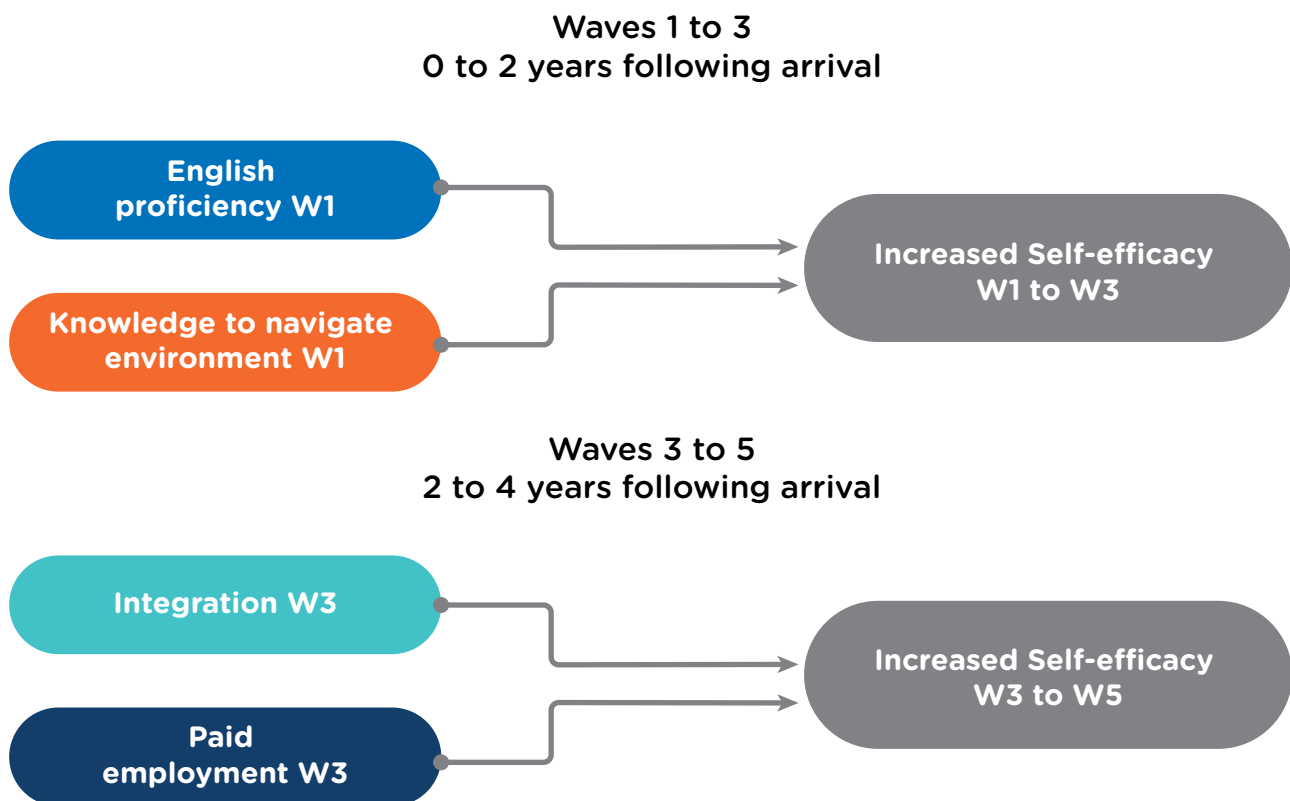 Waves 1 to 3
0 to 2 years following arrival
English
proficiency W1
Knowledge to navigate
environment W1
Increased Self-efficacy
W1 to W3
Waves 3 to 5
2 to 4 years following arrival
Integration W3
Paid
employment W3
Increased Self-efficacy
W3 to W5